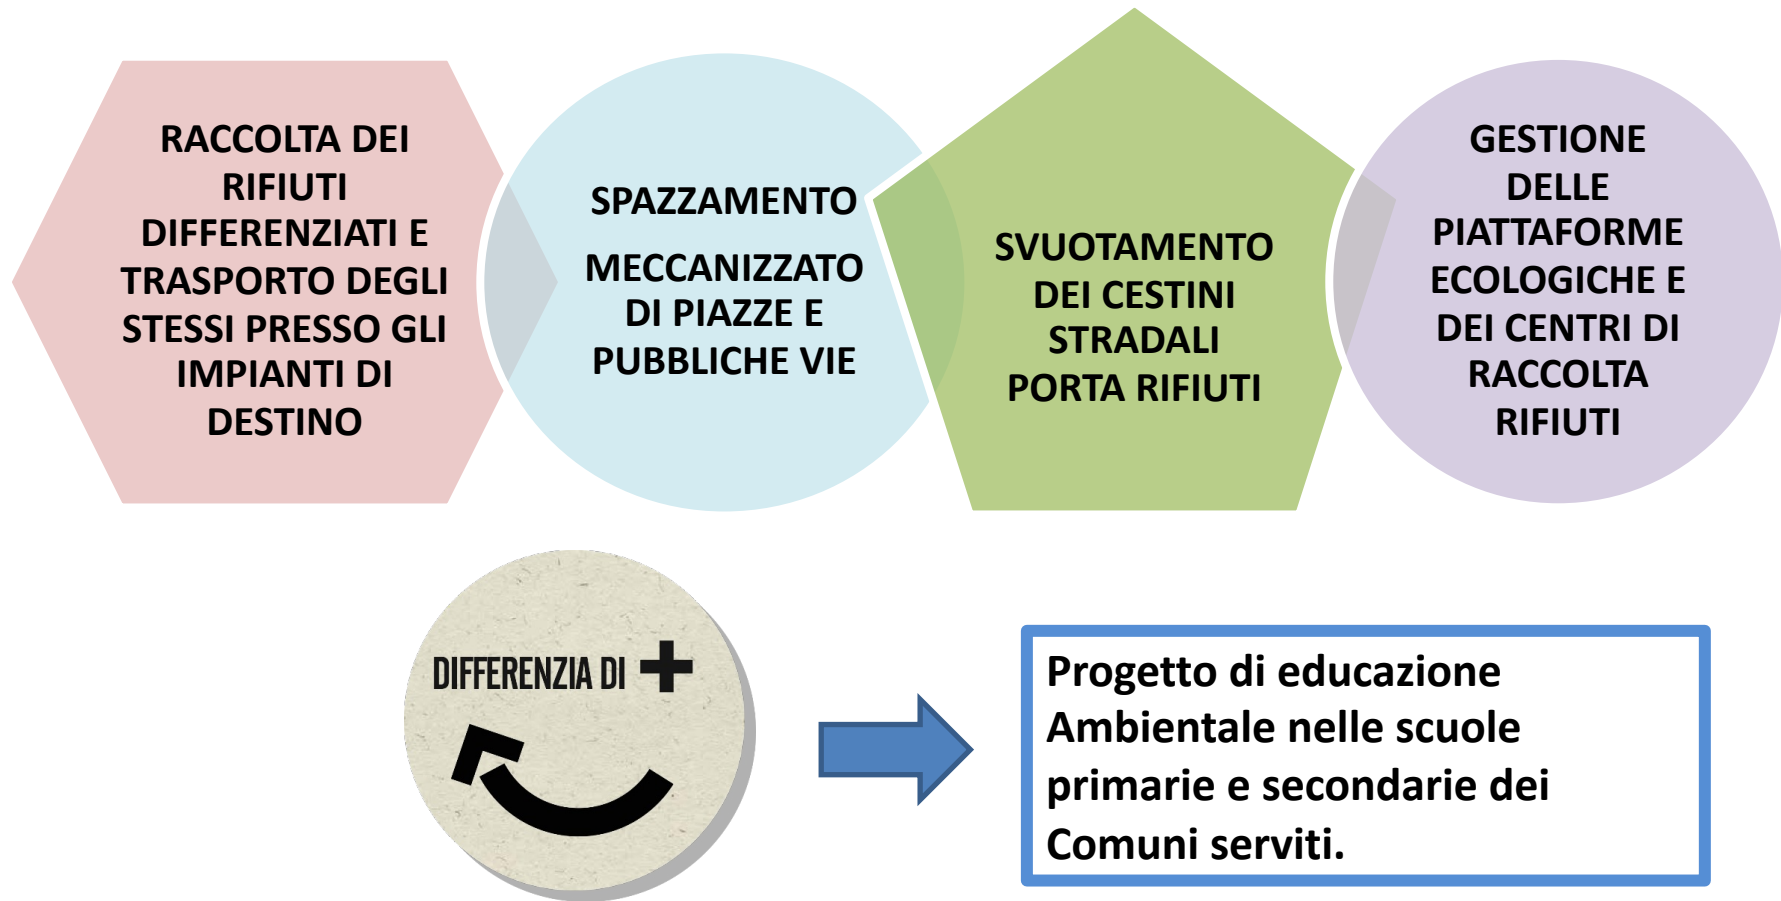 RACCOLTA DEI
RIFIUTI
DIFFERENZIATI E
TRASPORTO DEGLI
STESSI PRESSO GLI
IMPIANTI DI
DESTINO
SPAZZAMENTO
MECCANIZZATO
DI PIAZZE E
PUBBLICHE VIE
SVUOTAMENTO
DEI CESTINI
STRADALI
PORTA RIFIUTI
GESTIONE
DELLE
PIATTAFORME
ECOLOGICHE E
DEI CENTRI DI
RACCOLTA
RIFIUTI
DIFFERENZIA DI +
Progetto di educazione
Ambientale nelle scuole
primarie e secondarie dei
Comuni serviti.